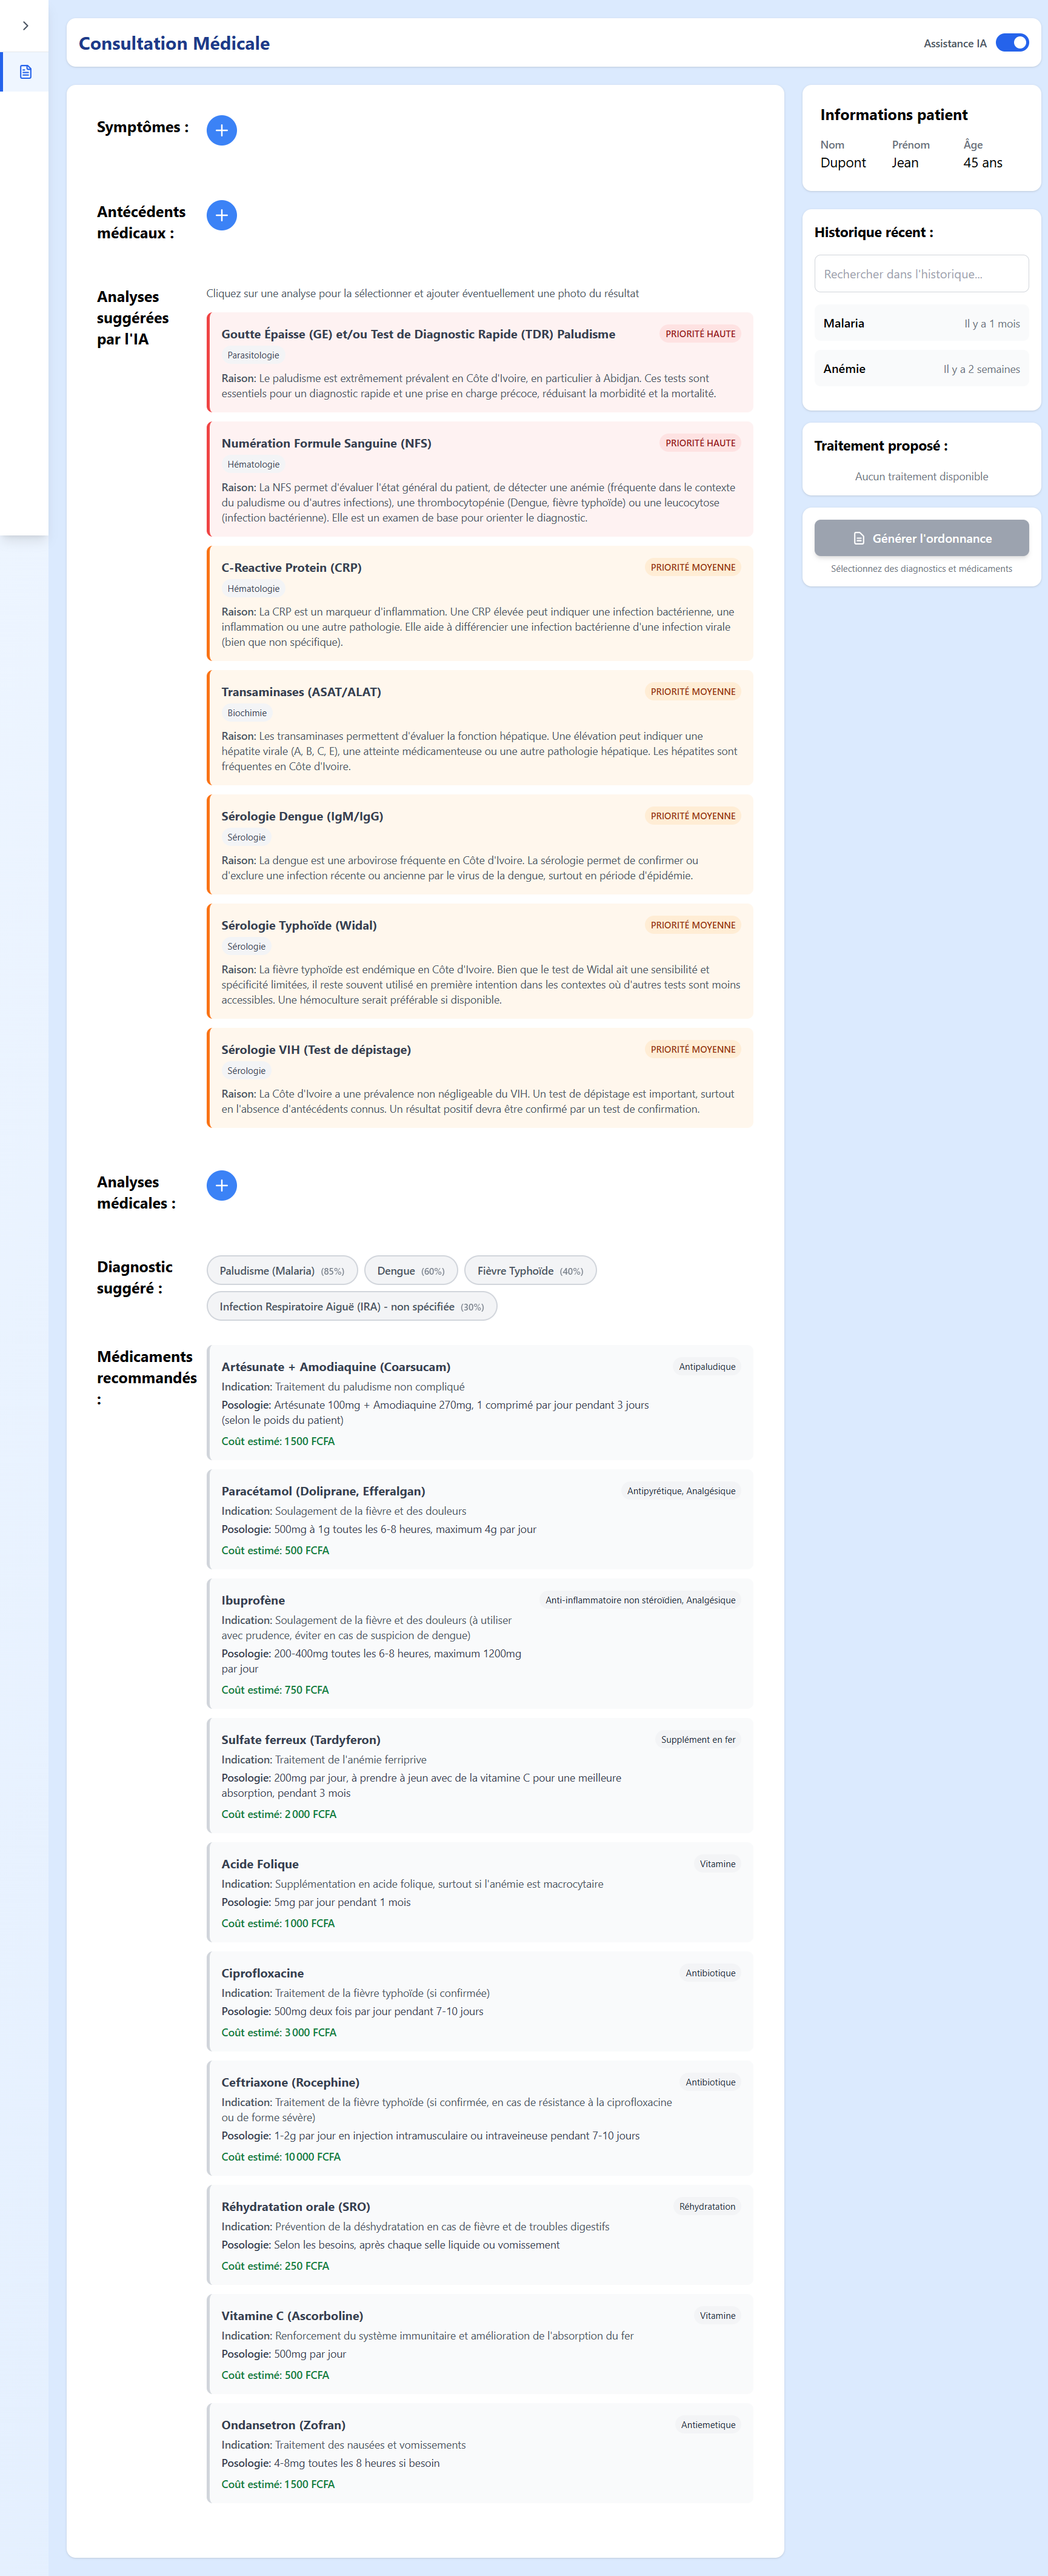 Consultation Médicale
Assistance IA
Symptômes :
Antécédents
médicaux :
Analyses
suggérées
par l'IA
Cliquez sur une analyse pour la sélectionner et ajouter éventuellement une photo du résultat
Goutte Épaisse (GE) et/ou Test de Diagnostic Rapide (TDR) Paludisme
PRIORITÉ HAUTE
Parasitologie
Raison: Le paludisme est extrêmement prévalent en Côte d'Ivoire, en particulier à Abidjan. Ces tests sont
essentiels pour un diagnostic rapide et une prise en charge précoce, réduisant la morbidité et la mortalité.
Numération Formule Sanguine (NFS)
PRIORITÉ HAUTE
Hématologie
Raison: La NFS permet d'évaluer l'état général du patient, de détecter une anémie (fréquente dans le contexte
du paludisme ou d'autres infections), une thrombocytopénie (Dengue, fièvre typhoïde) ou une leucocytose
(infection bactérienne). Elle est un examen de base pour orienter le diagnostic.
C-Reactive Protein (CRP)
PRIORITÉ MOYENNE
Hématologie
Raison: La CRP est un marqueur d'inflammation. Une CRP élevée peut indiquer une infection bactérienne, une
inflammation ou une autre pathologie. Elle aide à différencier une infection bactérienne d'une infection virale
(bien que non spécifique).
Transaminases (ASAT/ALAT)
PRIORITÉ MOYENNE
Biochimie
Raison: Les transaminases permettent d'évaluer la fonction hépatique. Une élévation peut indiquer une
hépatite virale (A, B, C, E), une atteinte médicamenteuse ou une autre pathologie hépatique. Les hépatites sont
fréquentes en Côte d'Ivoire.
Sérologie Dengue (IgM/IgG)
PRIORITÉ MOYENNE
Sérologie
Raison: La dengue est une arbovirose fréquente en Côte d'Ivoire. La sérologie permet de confirmer ou
d'exclure une infection récente ou ancienne par le virus de la dengue, surtout en période d'épidémie.
Sérologie Typhoïde (Widal)
PRIORITÉ MOYENNE
Sérologie
Raison: La fièvre typhoïde est endémique en Côte d'Ivoire. Bien que le test de Widal ait une sensibilité et
spécificité limitées, il reste souvent utilisé en première intention dans les contextes où d'autres tests sont moins
accessibles. Une hémoculture serait préférable si disponible.
Sérologie VIH (Test de dépistage)
PRIORITÉ MOYENNE
Sérologie
Raison: La Côte d'Ivoire a une prévalence non négligeable du VIH. Un test de dépistage est important, surtout
en l'absence d'antécédents connus. Un résultat positif devra être confirmé par un test de confirmation.
Analyses
médicales :
Diagnostic
suggéré :
Paludisme (Malaria) (85%)
Dengue (60%)
Fièvre Typhoïde (40%)
Infection Respiratoire Aiguë (IRA) - non spécifiée (30%)
Médicaments
recommandés
:
Artésunate + Amodiaquine (Coarsucam)
Antipaludique
Indication: Traitement du paludisme non compliqué
Posologie: Artésunate 100mg + Amodiaquine 270mg, 1 comprimé par jour pendant 3 jours
(selon le poids du patient)
Coût estimé: 1 500 FCFA
Paracétamol (Doliprane, Efferalgan)
Antipyrétique, Analgésique
Indication: Soulagement de la fièvre et des douleurs
Posologie: 500mg à 1g toutes les 6-8 heures, maximum 4g par jour
Coût estimé: 500 FCFA
Ibuprofène
Anti-inflammatoire non stéroïdien, Analgésique
Indication: Soulagement de la fièvre et des douleurs (à utiliser
avec prudence, éviter en cas de suspicion de dengue)
Posologie: 200-400mg toutes les 6-8 heures, maximum 1200mg
par jour
Coût estimé: 750 FCFA
Sulfate ferreux (Tardyferon)
Supplément en fer
Indication: Traitement de l'anémie ferriprive
Posologie: 200mg par jour, à prendre à jeun avec de la vitamine C pour une meilleure
absorption, pendant 3 mois
Coût estimé: 2 000 FCFA
Acide Folique
Vitamine
Indication: Supplémentation en acide folique, surtout si l'anémie est macrocytaire
Posologie: 5mg par jour pendant 1 mois
Coût estimé: 1 000 FCFA
Ciprofloxacine
Antibiotique
Indication: Traitement de la fièvre typhoïde (si confirmée)
Posologie: 500mg deux fois par jour pendant 7-10 jours
Coût estimé: 3 000 FCFA
Ceftriaxone (Rocephine)
Antibiotique
Indication: Traitement de la fièvre typhoïde (si confirmée, en cas de résistance à la ciprofloxacine
ou de forme sévère)
Posologie: 1-2g par jour en injection intramusculaire ou intraveineuse pendant 7-10 jours
Coût estimé: 10 000 FCFA
Réhydratation orale (SRO)
Réhydratation
Indication: Prévention de la déshydratation en cas de fièvre et de troubles digestifs
Posologie: Selon les besoins, après chaque selle liquide ou vomissement
Coût estimé: 250 FCFA
Vitamine C (Ascorboline)
Vitamine
Indication: Renforcement du système immunitaire et amélioration de l'absorption du fer
Posologie: 500mg par jour
Coût estimé: 500 FCFA
Ondansetron (Zofran)
Antiemetique
Indication: Traitement des nausées et vomissements
Posologie: 4-8mg toutes les 8 heures si besoin
Coût estimé: 1 500 FCFA
Informations patient
Nom Prénom Âge
Dupont Jean 45 ans
Historique récent :
Rechercher dans l'historique...
Malaria Il y a 1 mois
Anémie Il y a 2 semaines
Traitement proposé :
Aucun traitement disponible
Générer l'ordonnance
Sélectionnez des diagnostics et médicaments